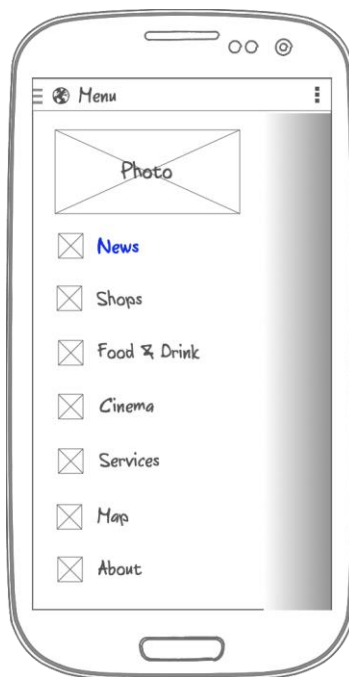 Menu
Photo
News
Shops
Food & Drink
Cinema
Services
Map
About